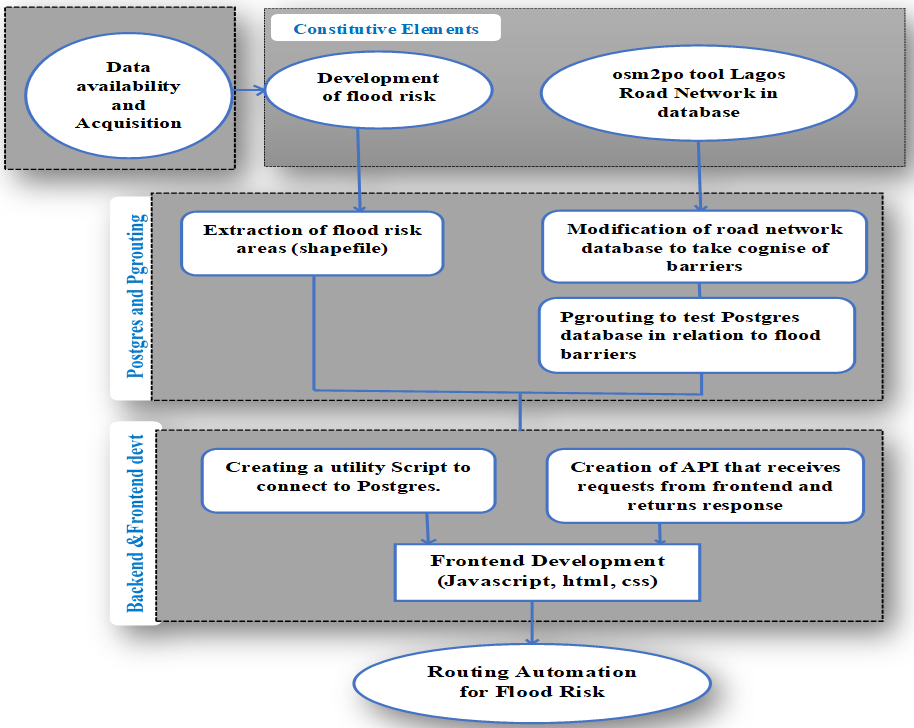 Constitutive Elements
Data
availability
and
Acquisition
Development
of flood risk
osm2po tool Lagos
Road Network in
database
Postgres and Pgrouting
Extraction of flood risk
areas (shapefile)
Modification of road network
database to take cognise of
barriers
Pgrouting to test Postgres
database in relation to flood
barriers
Backend &Frontend devt
Creating a utility Script to
connect to Postgres.
Creation of API that receives
requests from frontend and
returns response
Frontend Development
(Javascript, html, css)
Routing Automation
for Flood Risk